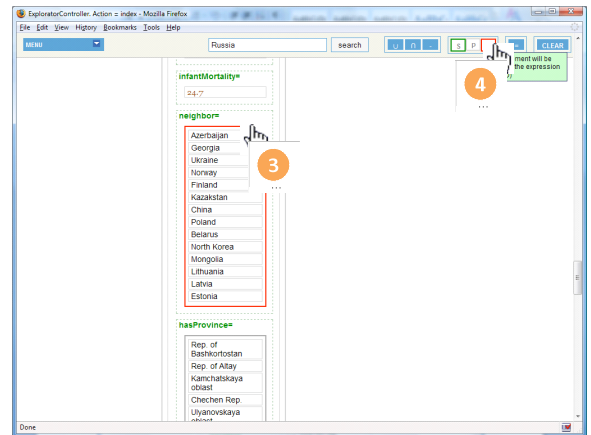 ExploratorController. Action = index - Mozilla Firefox
File Edit View History Bookmarks Tools Help
MENU Russia search ∪ ∩ - S P = CLEAR
ment will be
the expression
infantMortality=
24.7
4
...
neighbor=
Azerbaijan
Georgia
Ukraine
3
Norway
Finland
...
Kazakstan
China
Poland
Belarus
North Korea
Mongolia
Lithuania
Latvia
Estonia
hasProvince=
Rep. of
Bashkortostan
Rep. of Altay
Kamchatskaya
oblast
Chechen Rep.
Ulyanovskaya
oblast
Done